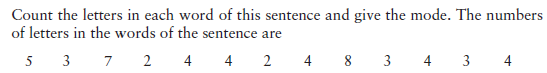 Count the letters in each word of this sentence and give the mode. The numbers
of letters in the words of the sentence are
5 3 7 2 4 4 2 4 8 3 4 3 4